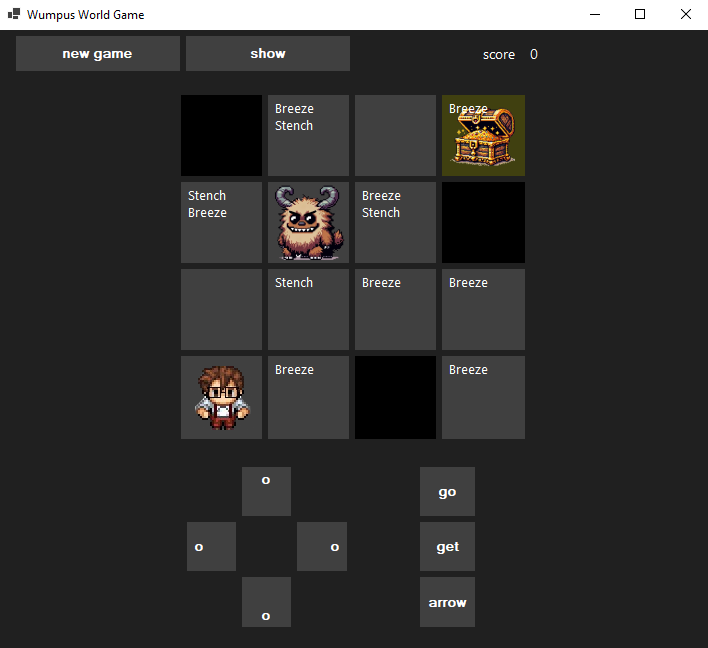 Wumpus World Game
new game
show
score 0
Breeze
Stench
Breeze
Stench
Breeze
Breeze
Stench
Stench
Breeze
Breeze
Breeze
Breeze
o
o
o
o
go
get
arrow